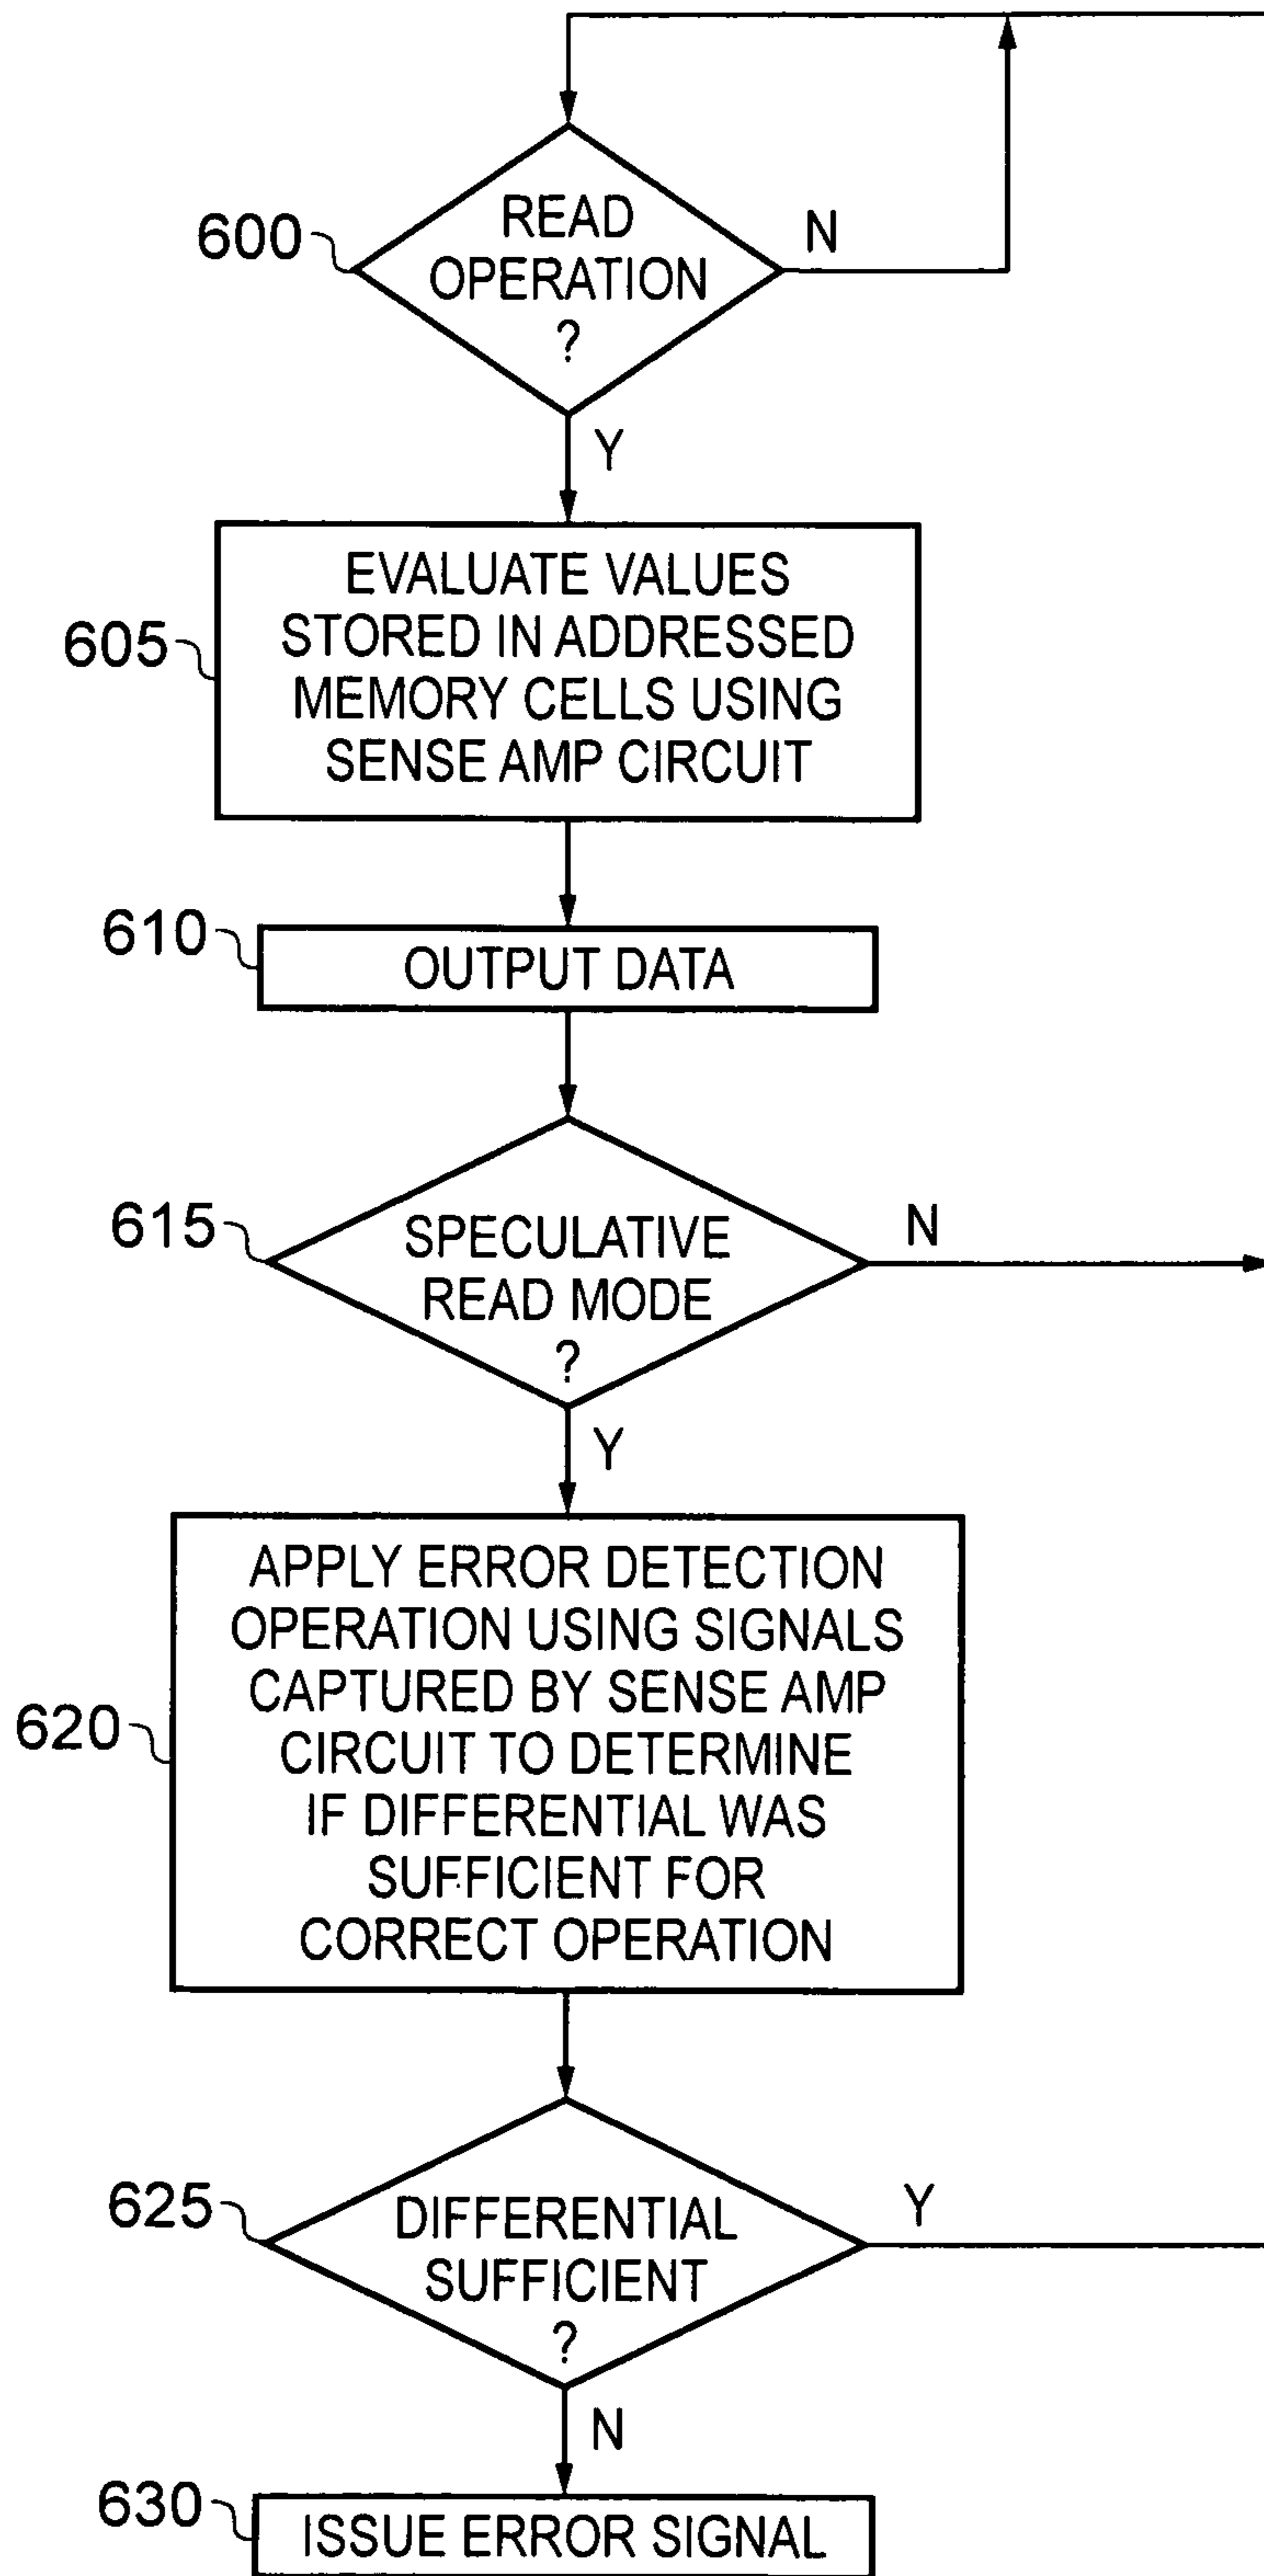 READ
600
OPERATION
N
?
Y
EVALUATE VALUES
STORED IN ADDRESSED
605
MEMORY CELLS USING
SENSE AMP CIRCUIT
610
OUTPUT DATA
615
SPECULATIVE
N
READ MODE
?
Y
APPLY ERROR DETECTION
OPERATION USING SIGNALS
CAPTURED BY SENSE AMP
620
CIRCUIT TO DETERMINE
IF DIFFERENTIAL WAS
SUFFICIENT FOR
CORRECT OPERATION
625
DIFFERENTIAL
Y
SUFFICIENT
?
N
630
ISSUE ERROR SIGNAL